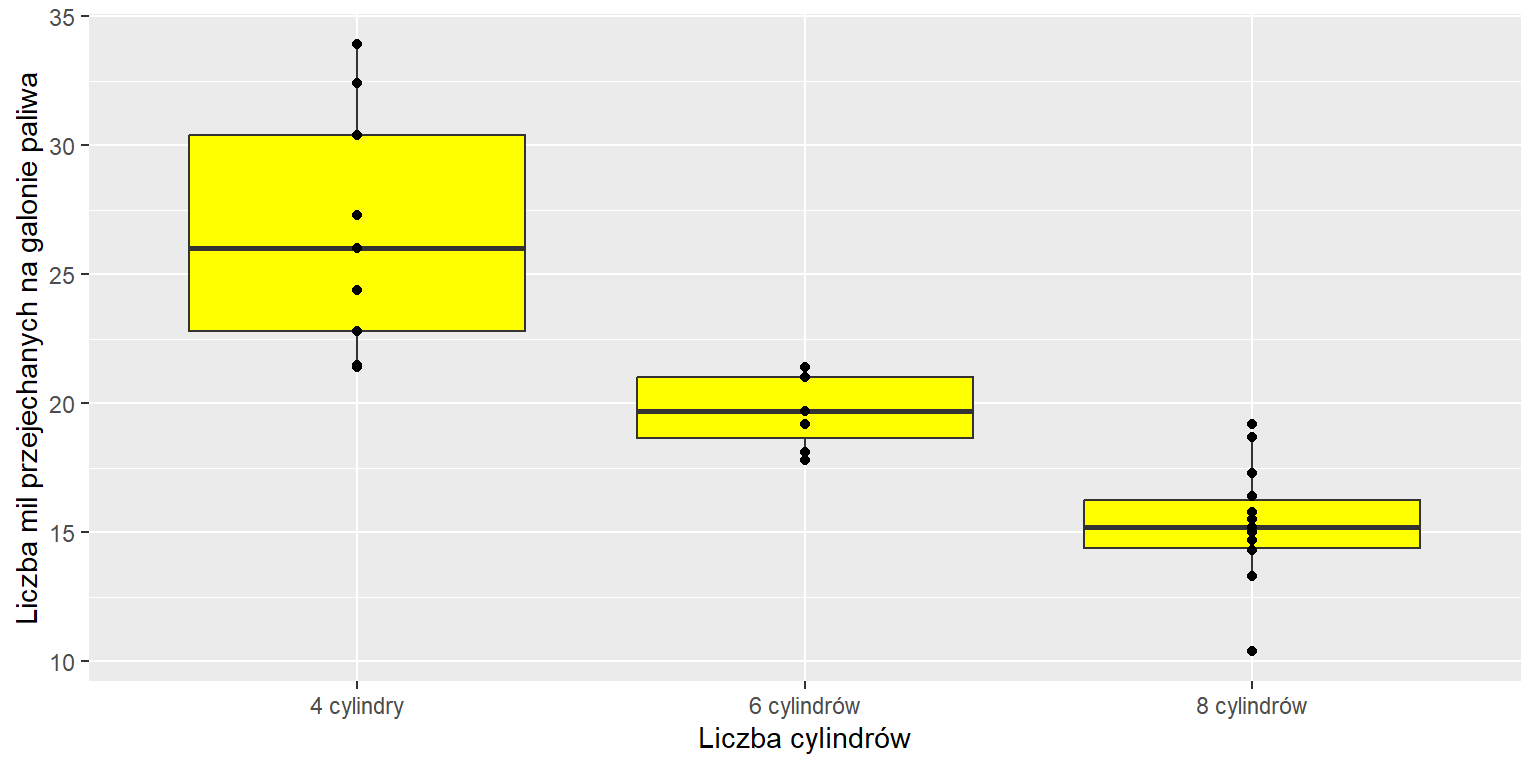 Liczba mil przejechanych na galonie paliwa
35
30
25
20
15
10
4 cylindry
6 cylindrów
8 cylindrów
Liczba cylindrów